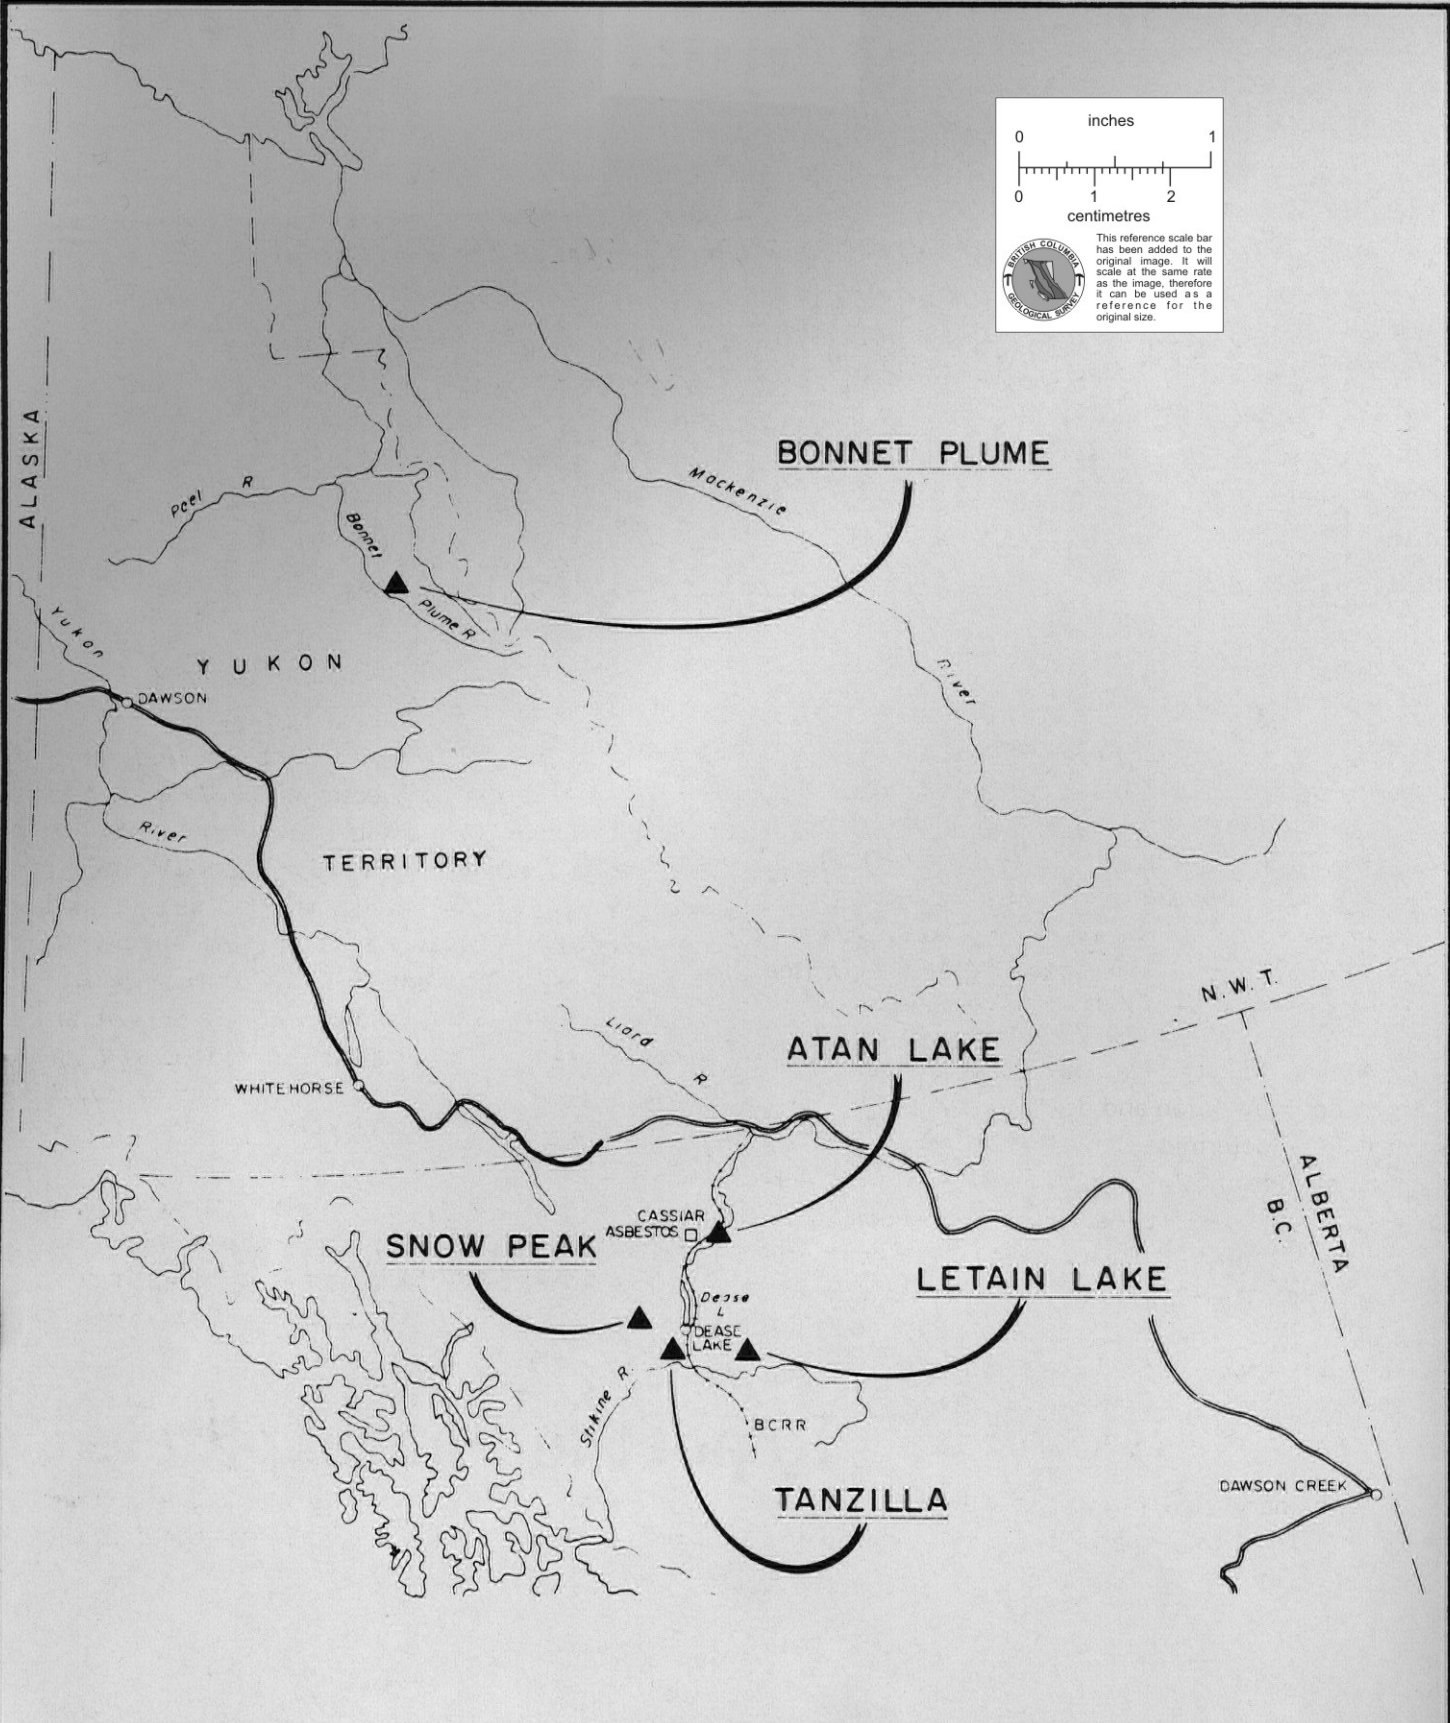 inches
0 1
0 1 2
centimetres
This reference scale bar
has been added to the
original image. It will
scale at the same rate
as the image, therefore
it can be used as a
reference for the
original size.
BRITISH COLUMBIA
GEOLOGICAL SURVEY
ALASKA
BONNET PLUME
Mackenzie
Peel R
Bonnet
Plume R
Yukon
YUKON
DAWSON
River
River
TERRITORY
N.W.T.
Liard R
ATAN LAKE
WHITEHORSE
ALBERTA
B.C.
CASSIAR
ASBESTOS
SNOW PEAK
LETAIN LAKE
Dease
L
DEASE
LAKE
Stikine R.
BCRR
DAWSON CREEK
TANZILLA